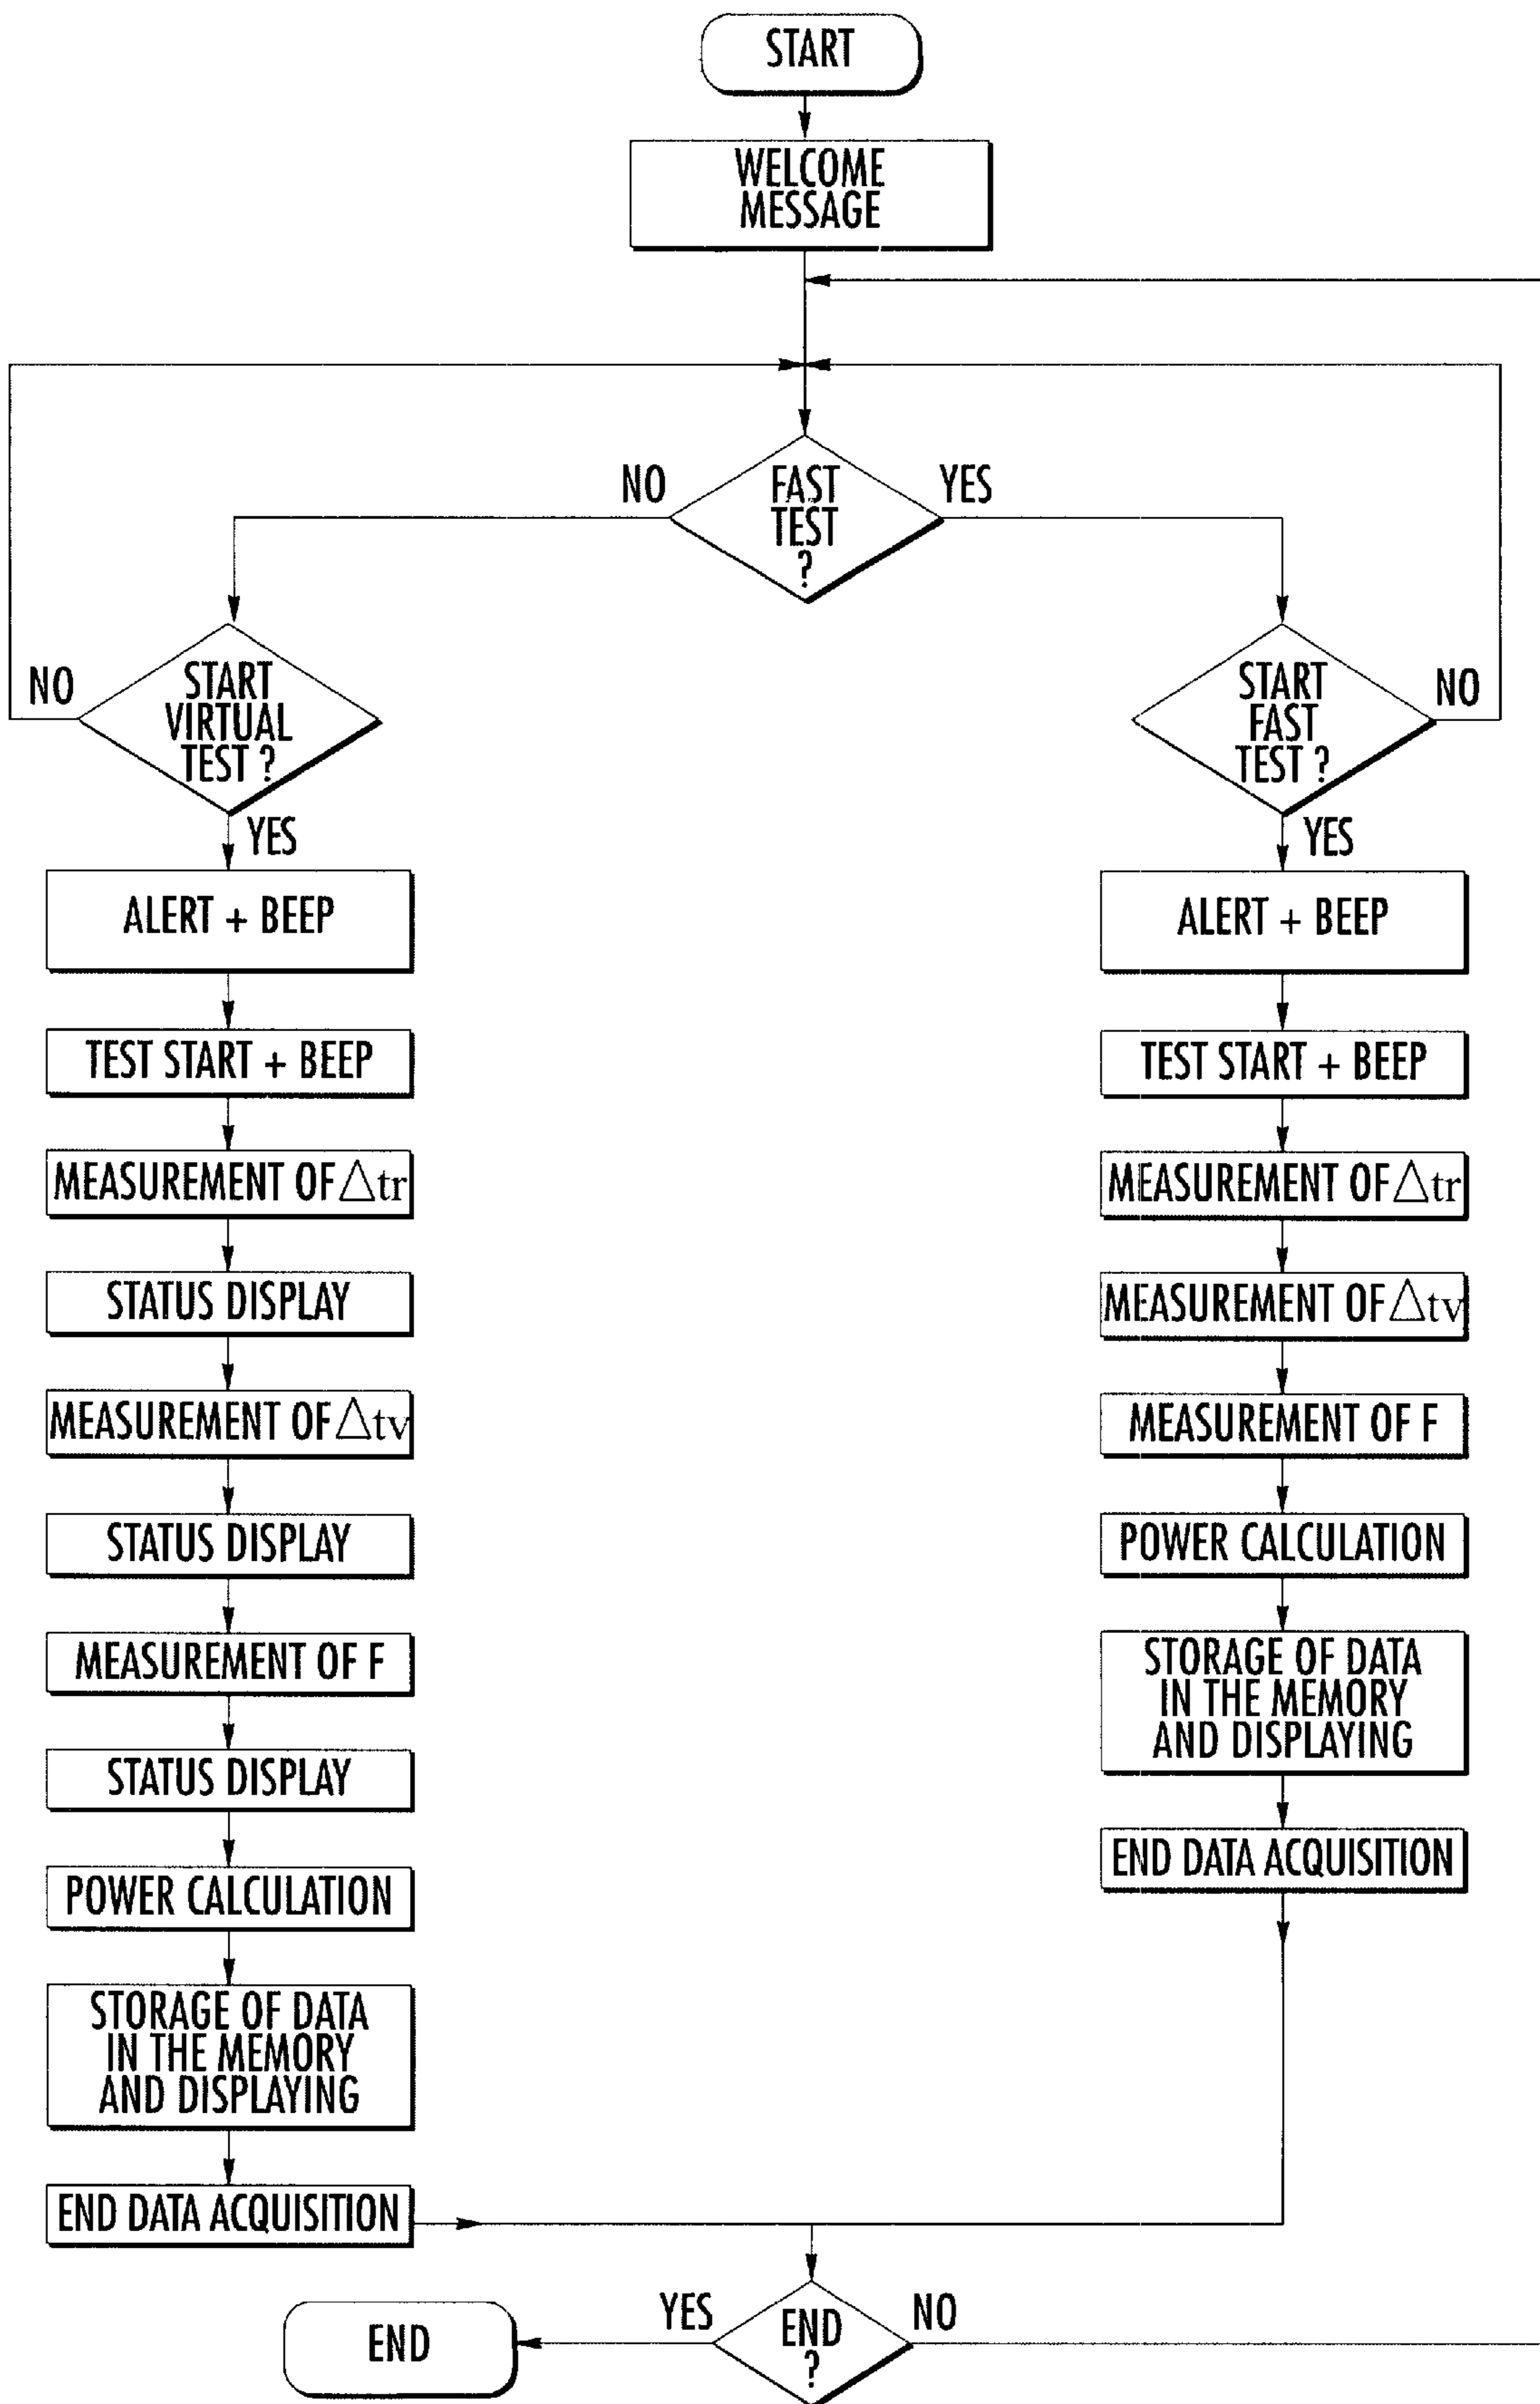 START
WELCOME
MESSAGE
NO
FAST
TEST
?
YES
NO
START
VIRTUAL
TEST ?
YES
ALERT + BEEP
TEST START + BEEP
MEASUREMENT OF △tr
STATUS DISPLAY
MEASUREMENT OF △tv
STATUS DISPLAY
MEASUREMENT OF F
STATUS DISPLAY
POWER CALCULATION
STORAGE OF DATA
IN THE MEMORY
AND DISPLAYING
END DATA ACQUISITION
START
FAST
TEST ?
NO
YES
ALERT + BEEP
TEST START + BEEP
MEASUREMENT OF △tr
MEASUREMENT OF △tv
MEASUREMENT OF F
POWER CALCULATION
STORAGE OF DATA
IN THE MEMORY
AND DISPLAYING
END DATA ACQUISITION
END
YES
END
?
NO